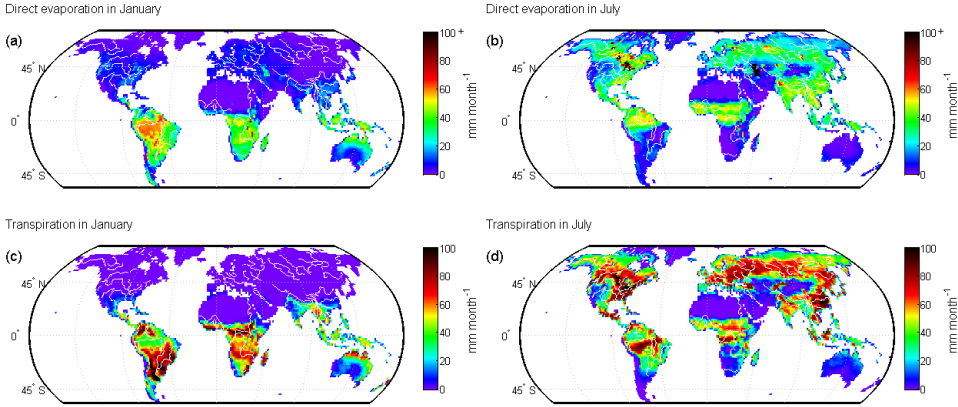 Direct evaporation in January
(a)
45° N
0°
45° S
100+
80
60
40
20
0
mm month-1
Direct evaporation in July
(b)
45° N
0°
45° S
100+
80
60
40
20
0
mm month-1
Transpiration in January
(c)
45° N
0°
45° S
100
80
60
40
20
0
mm month-1
Transpiration in July
(d)
45° N
0°
45° S
100
80
60
40
20
0
mm month-1